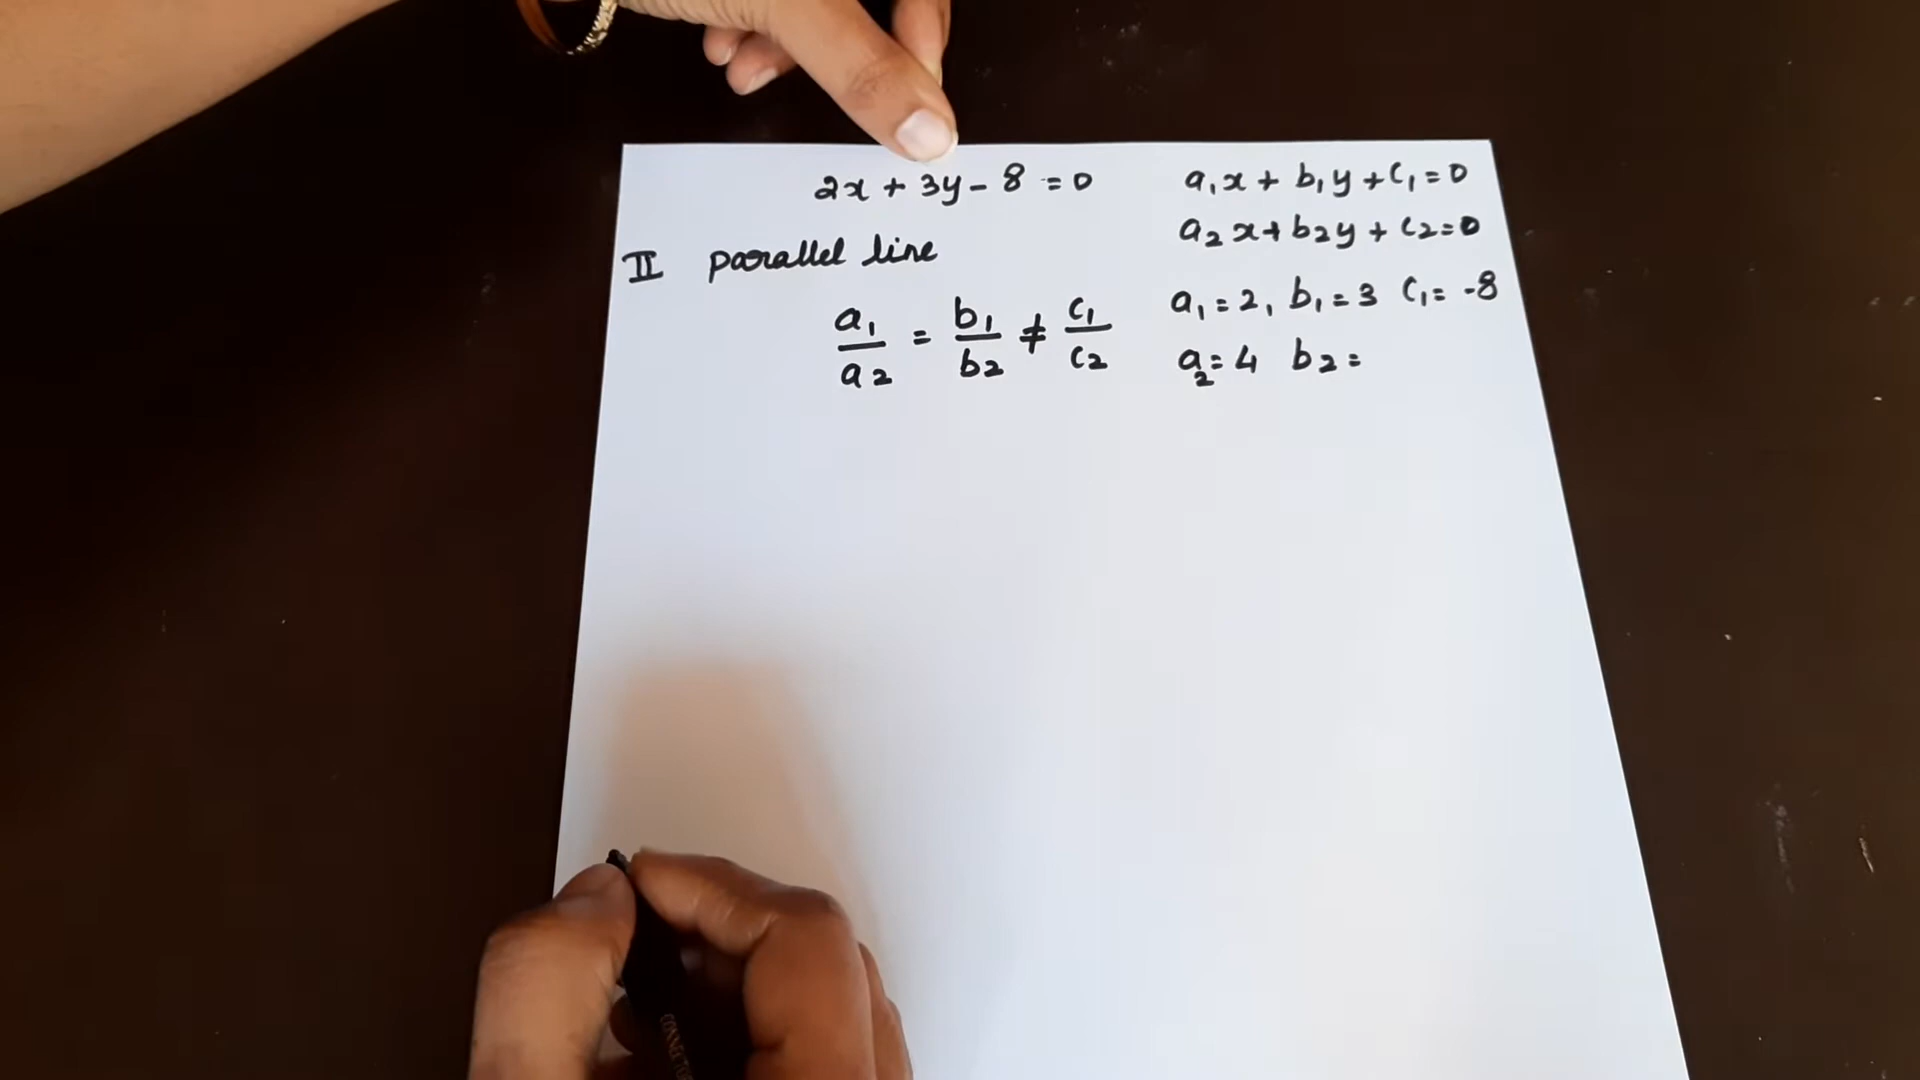 2x + 3y - 8 = 0
a₁x + b₁y + c₁ = 0
a₂x + b₂y + c₂ = 0
II parallel line
a₁/a₂ = b₁/b₂ ≠ c₁/c₂
a₁ = 2, b₁ = 3 c₁ = -8
a₂ = 4 b₂ =